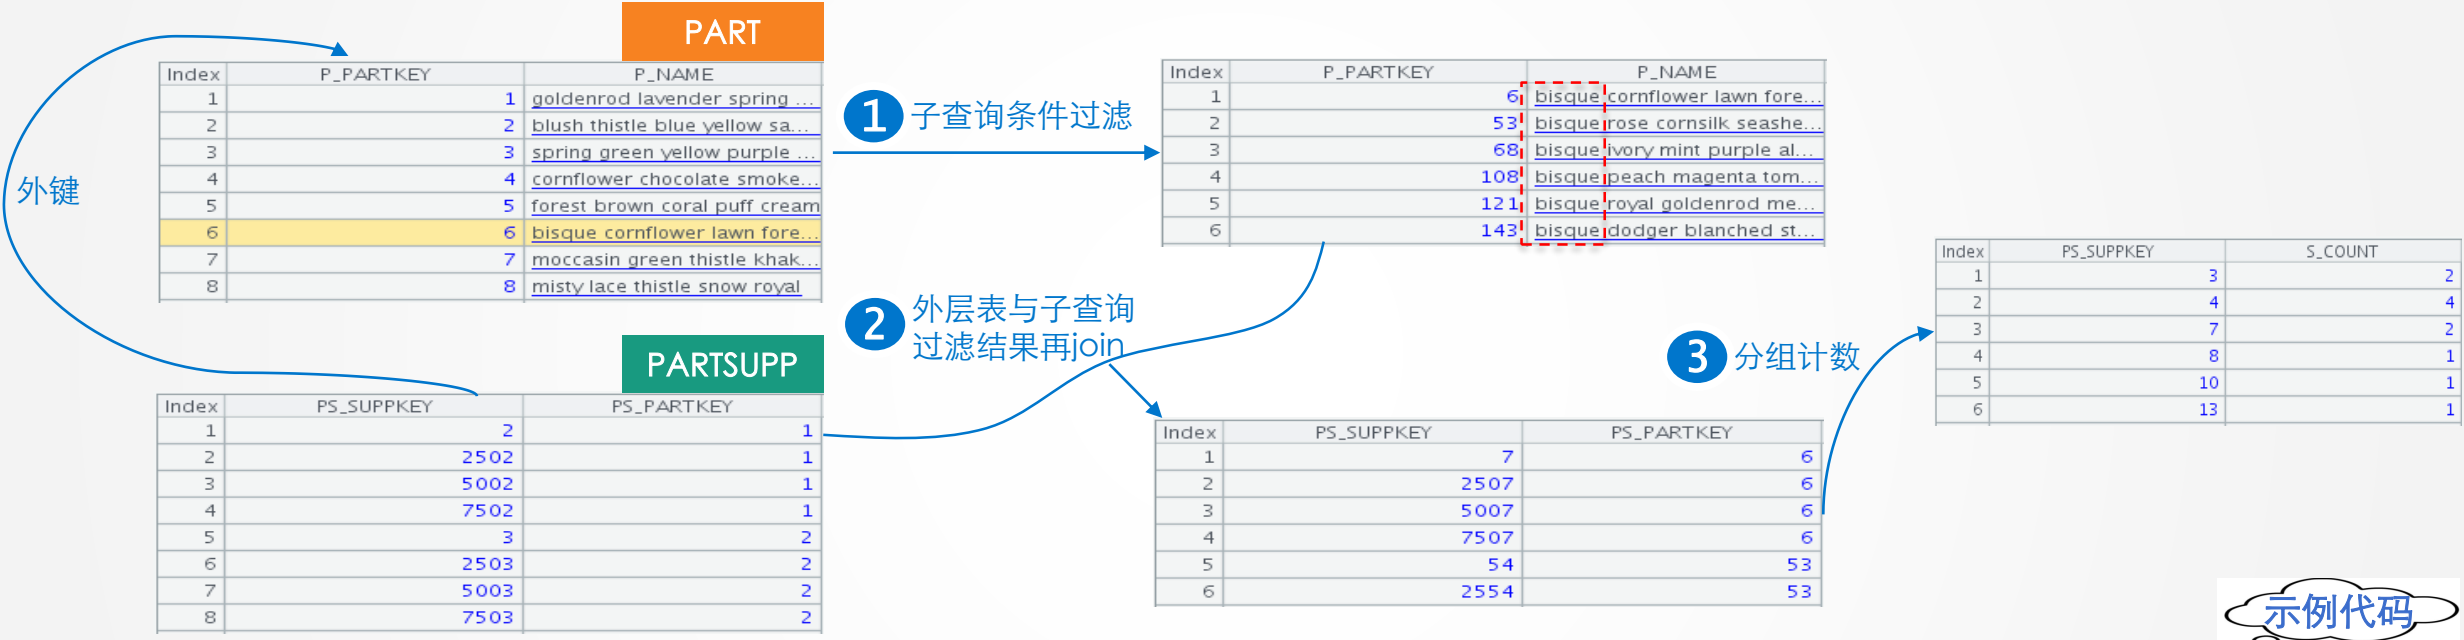 PART
Index P_PARTKEY P_NAME
1 1 goldenrod lavender spring ...
2 2 blush thistle blue yellow sa...
3 3 spring green yellow purple ...
4 4 cornflower chocolate smoke...
5 5 forest brown coral puff cream
6 6 bisque cornflower lawn fore...
7 7 moccasin green thistle khak...
8 8 misty lace thistle snow royal
外键
PARTSUPP
Index PS_SUPPKEY PS_PARTKEY
1 2 1
2 2502 1
3 5002 1
4 7502 1
5 3 2
6 2503 2
7 5003 2
8 7503 2
1 子查询条件过滤
Index P_PARTKEY P_NAME
1 6 bisque cornflower lawn fore...
2 53 bisque rose cornsilk seashe...
3 68 bisque ivory mint purple al...
4 108 bisque peach magenta tom...
5 121 bisque royal goldenrod me...
6 143 bisque dodger blanched st...
2 外层表与子查询
过滤结果再join
Index PS_SUPPKEY PS_PARTKEY
1 7 6
2 2507 6
3 5007 6
4 7507 6
5 54 53
6 2554 53
3 分组计数
Index PS_SUPPKEY S_COUNT
1 3 2
2 4 4
3 7 2
4 8 1
5 10 1
6 13 1
示例代码